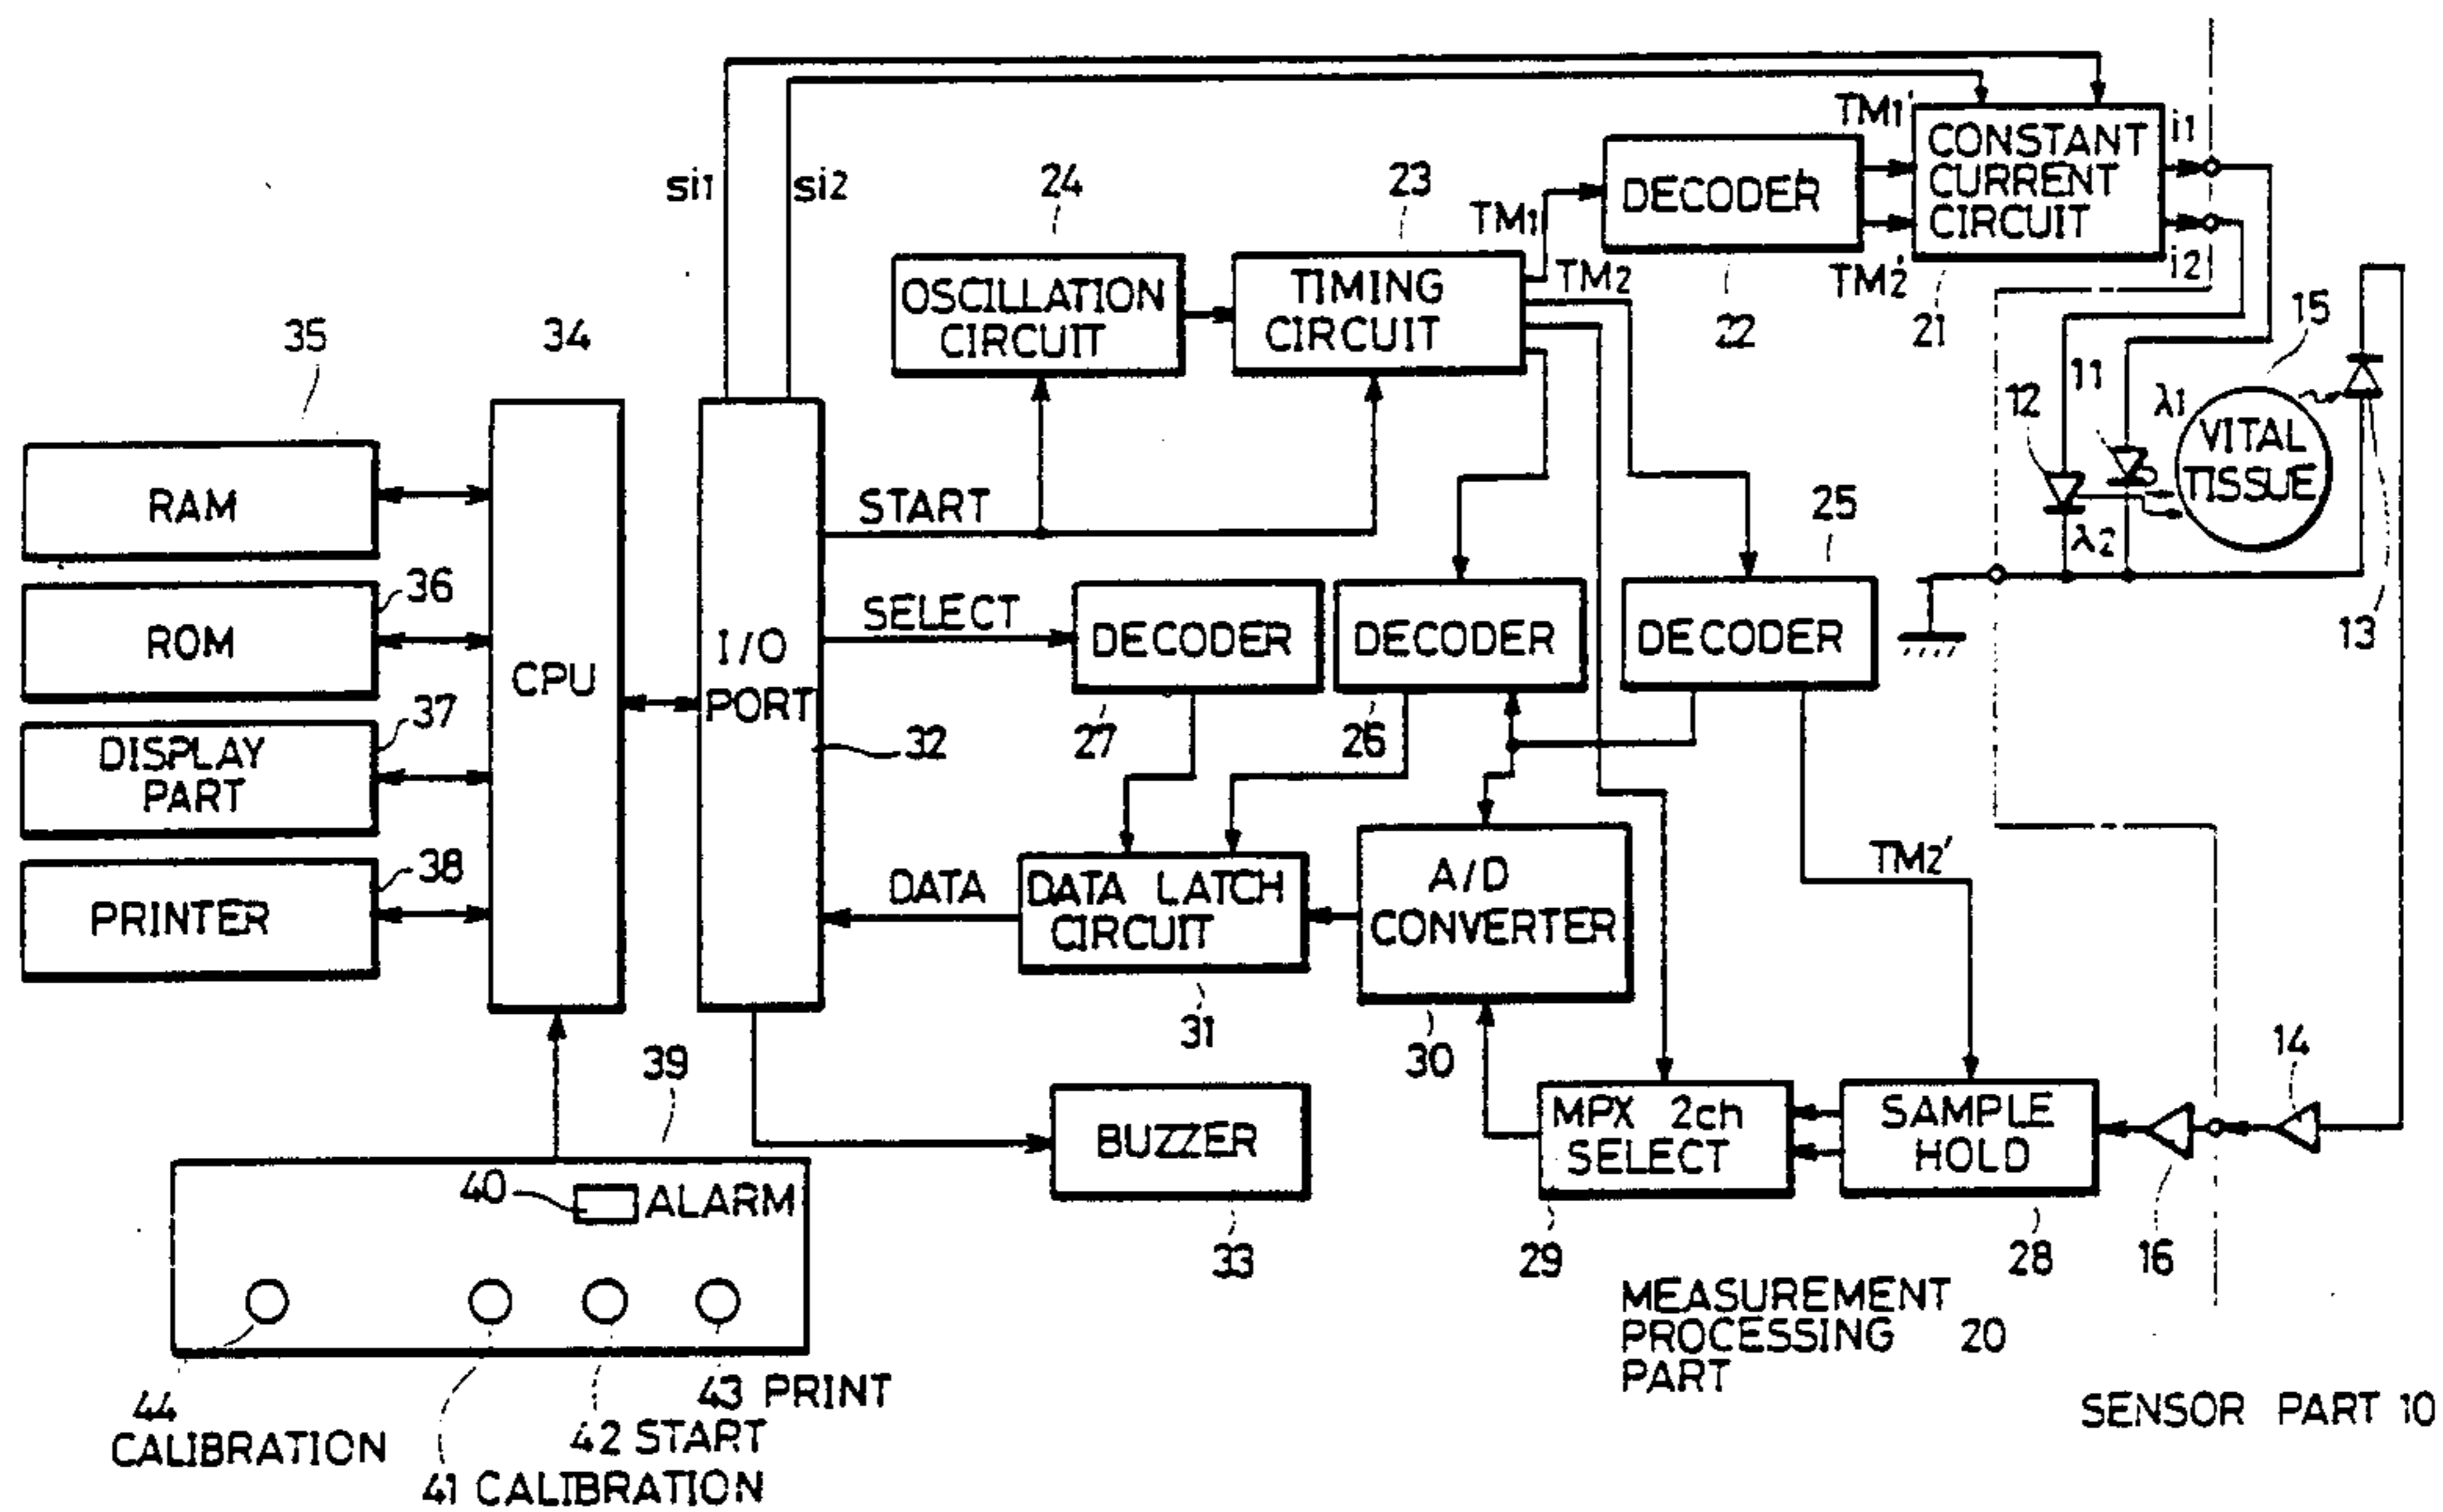 si1
si2
24
23
TM1
TM2
DECODER
22
TM1'
TM2'
CONSTANT
CURRENT
CIRCUIT
21
i1
i2
OSCILLATION
CIRCUIT
TIMING
CIRCUIT
35
34
15
12
11
λ1
λ2
VITAL
TISSUE
13
RAM
36
ROM
37
DISPLAY
PART
38
PRINTER
CPU
I/O
PORT
32
START
SELECT
DECODER
27
DECODER
26
DECODER
25
DATA
DATA LATCH
CIRCUIT
31
A/D
CONVERTER
30
TM2'
14
39
MPX 2ch
SELECT
29
SAMPLE
HOLD
28
16
BUZZER
33
40
ALARM
MEASUREMENT
PROCESSING 20
PART
SENSOR PART 10
44
CALIBRATION
43 PRINT
42 START
41 CALIBRATION